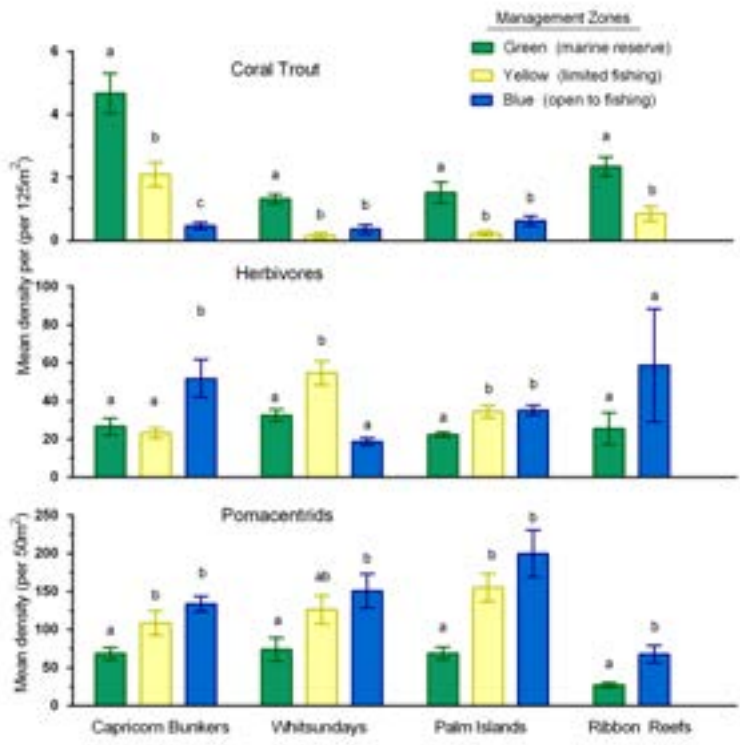 Management Zones
Green (marine reserve)
Yellow (limited fishing)
Blue (open to fishing)
Coral Trout
6
4
2
0
a
b
c
a
b
b
a
b
b
a
b
Mean density per (per 125m²)
Herbivores
100
80
60
40
20
0
a
a
b
a
b
a
a
b
b
a
a
Pomacentrids
250
200
150
100
50
0
a
b
b
a
ab
b
a
b
b
a
b
Mean density (per 50m²)
Capricorn Bunkers Whitsundays Palm Islands Ribbon Reefs